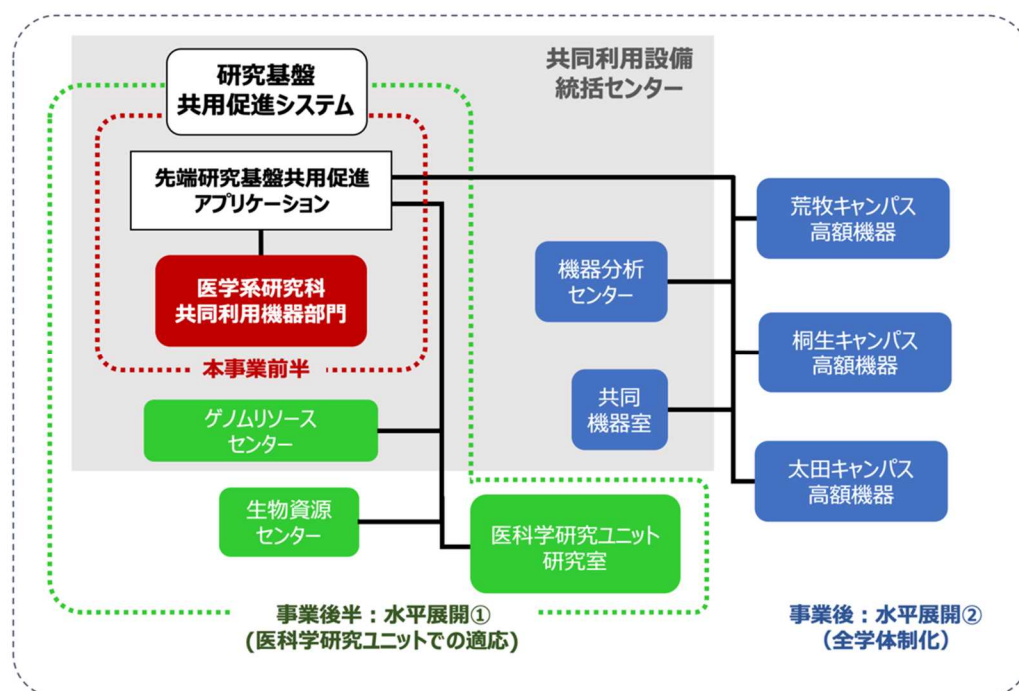 共同利用設備
統括センター
研究基盤
共用促進システム
先端研究基盤共用促進
アプリケーション
医学系研究科
共同利用機器部門
本事業前半
ゲノムリソース
センター
生物資源
センター
医科学研究ユニット
研究室
機器分析
センター
共同
機器室
荒牧キャンパス
高額機器
桐生キャンパス
高額機器
太田キャンパス
高額機器
事業後半：水平展開①
(医科学研究ユニットでの適応)
事業後：水平展開②
（全学体制化）